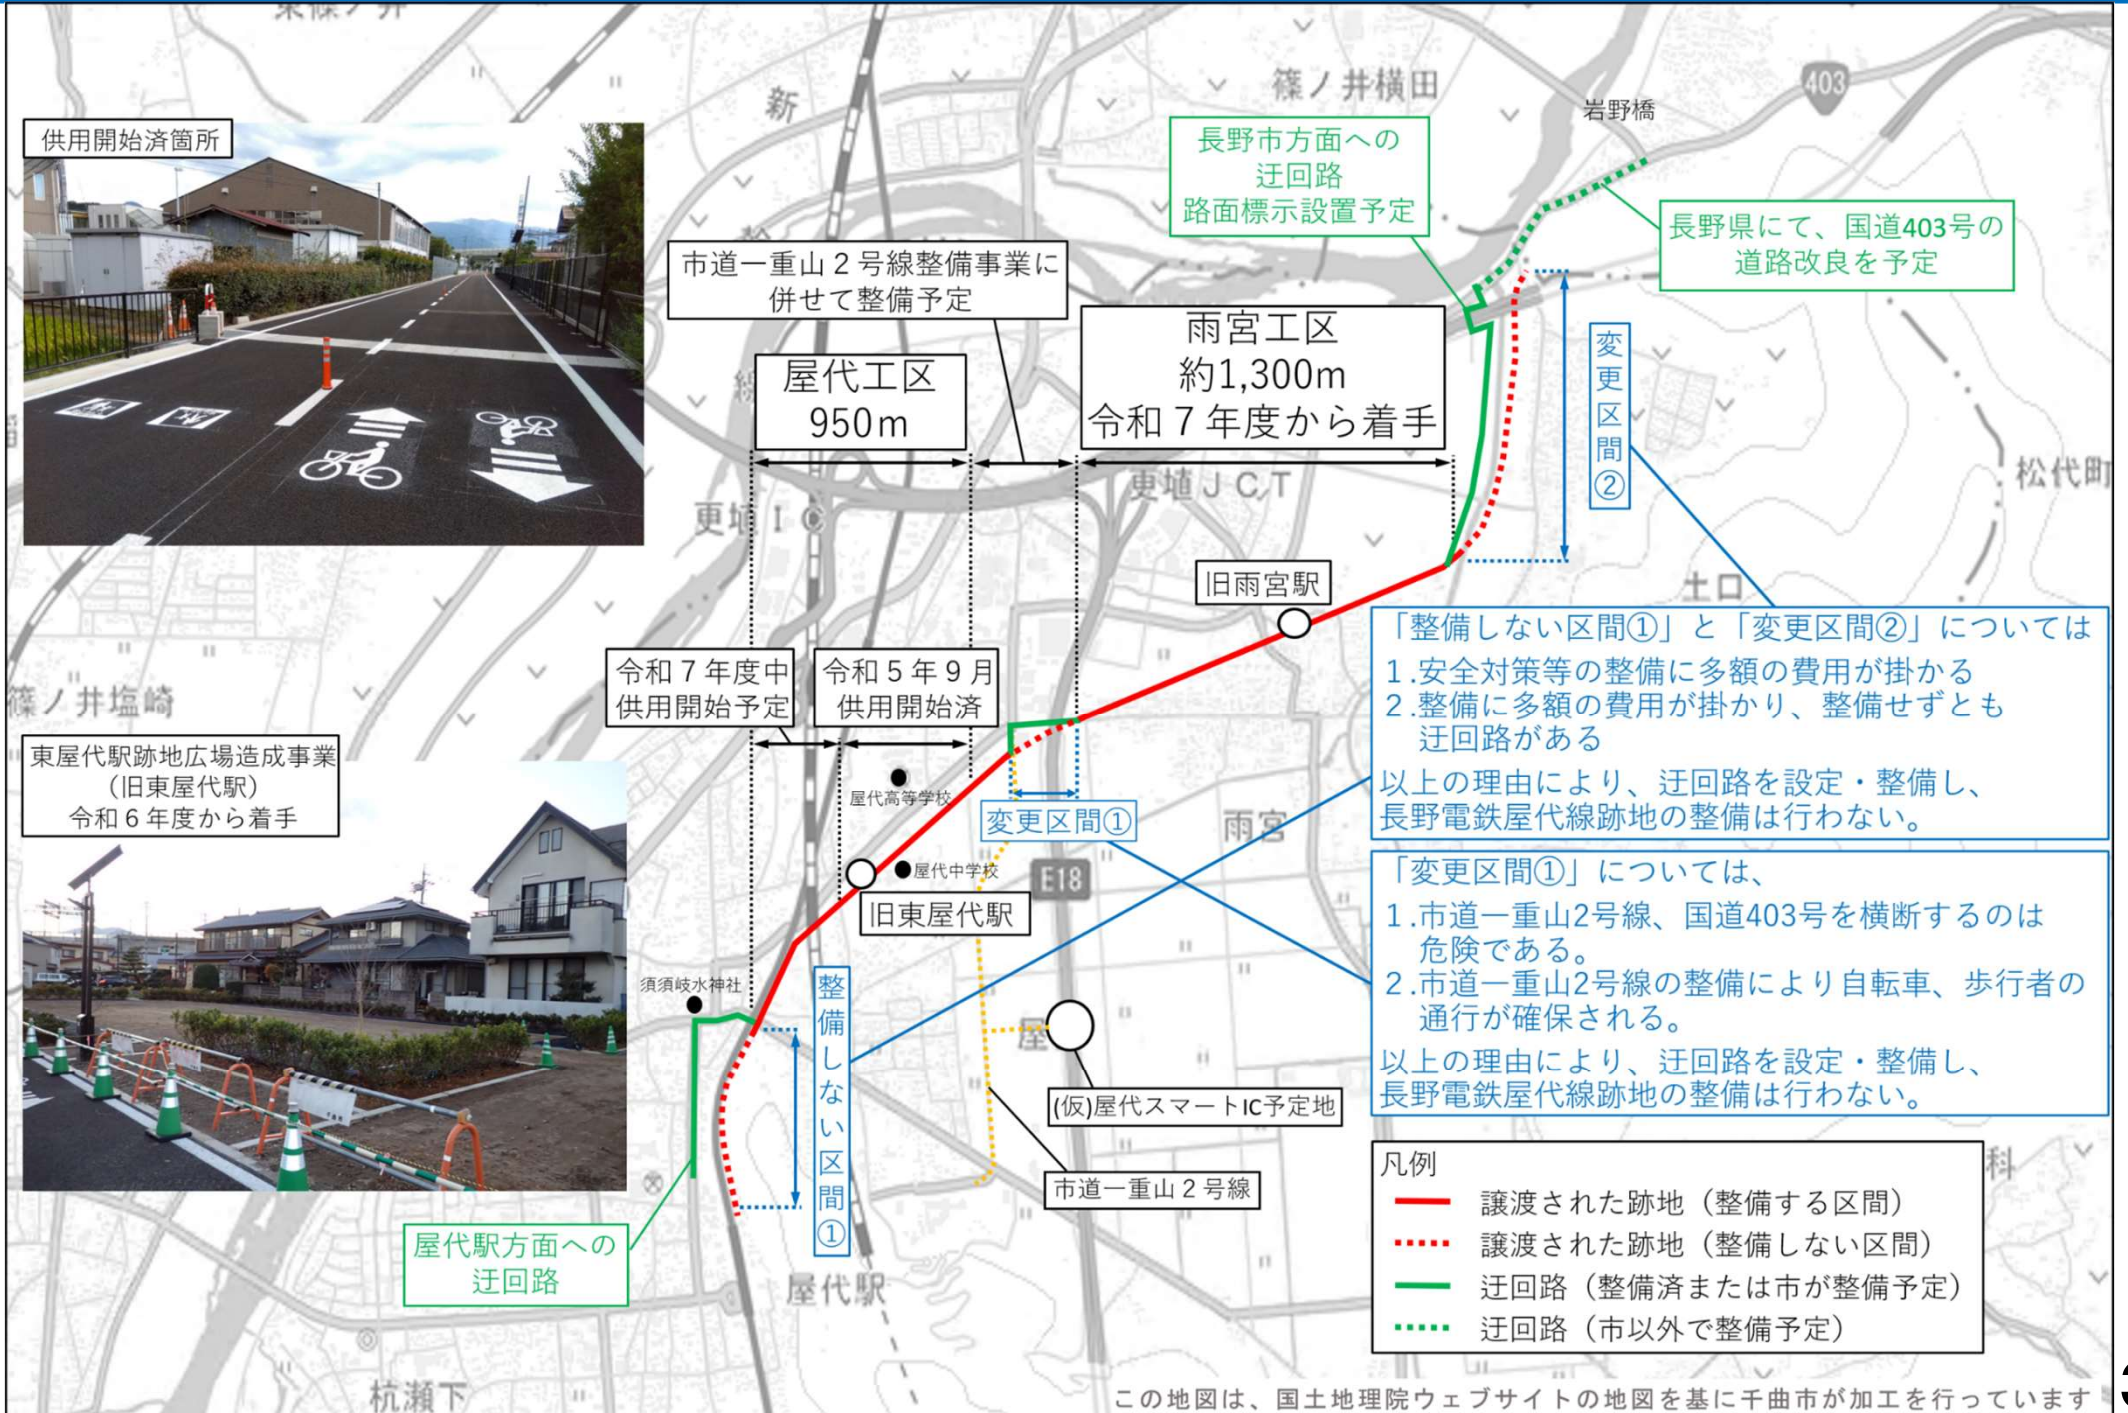 東篠ノ井
新
篠ノ井横田
岩野橋
403
供用開始済箇所
長野市方面への
迂回路
路面標示設置予定
長野県にて、国道403号の
道路改良を予定
市道一重山２号線整備事業に
併せて整備予定
屋代工区
950m
雨宮工区
約1,300m
令和７年度から着手
変更区間②
線
更埴ＩＣ
更埴ＪＣＴ
松代町
旧雨宮駅
土口
令和７年度中
供用開始予定
令和５年９月
供用開始済
篠ノ井塩崎
東屋代駅跡地広場造成事業
(旧東屋代駅)
令和６年度から着手
屋代高等学校
変更区間①
雨宮
屋代中学校
E18
旧東屋代駅
須須岐水神社
整備しない区間①
屋
(仮)屋代スマートIC予定地
市道一重山２号線
屋代駅方面への
迂回路
屋代駅
杭瀬下
「整備しない区間①」と「変更区間②」については
１.安全対策等の整備に多額の費用が掛かる
２.整備に多額の費用が掛かり、整備せずとも
迂回路がある
以上の理由により、迂回路を設定・整備し、
長野電鉄屋代線跡地の整備は行わない。
「変更区間①」については、
１.市道一重山2号線、国道403号を横断するのは
危険である。
２.市道一重山2号線の整備により自転車、歩行者の
通行が確保される。
以上の理由により、迂回路を設定・整備し、
長野電鉄屋代線跡地の整備は行わない。
科
凡例
譲渡された跡地（整備する区間）
譲渡された跡地（整備しない区間）
迂回路（整備済または市が整備予定）
迂回路（市以外で整備予定）
この地図は、国土地理院ウェブサイトの地図を基に千曲市が加工を行っています